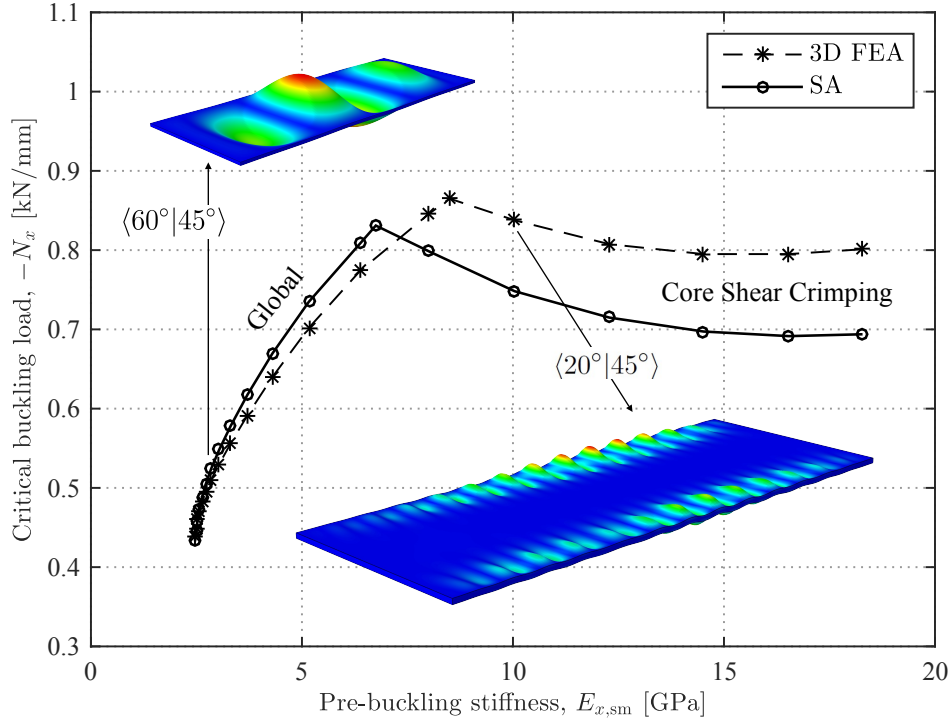 1.1
1
0.9
0.8
0.7
0.6
0.5
0.4
0.3
0
5
10
15
20
Critical buckling load, −N_x [kN/mm]
Pre-buckling stiffness, E_{x,sm} [GPa]
3D FEA
SA
⟨60°|45°⟩
Global
Core Shear Crimping
⟨20°|45°⟩